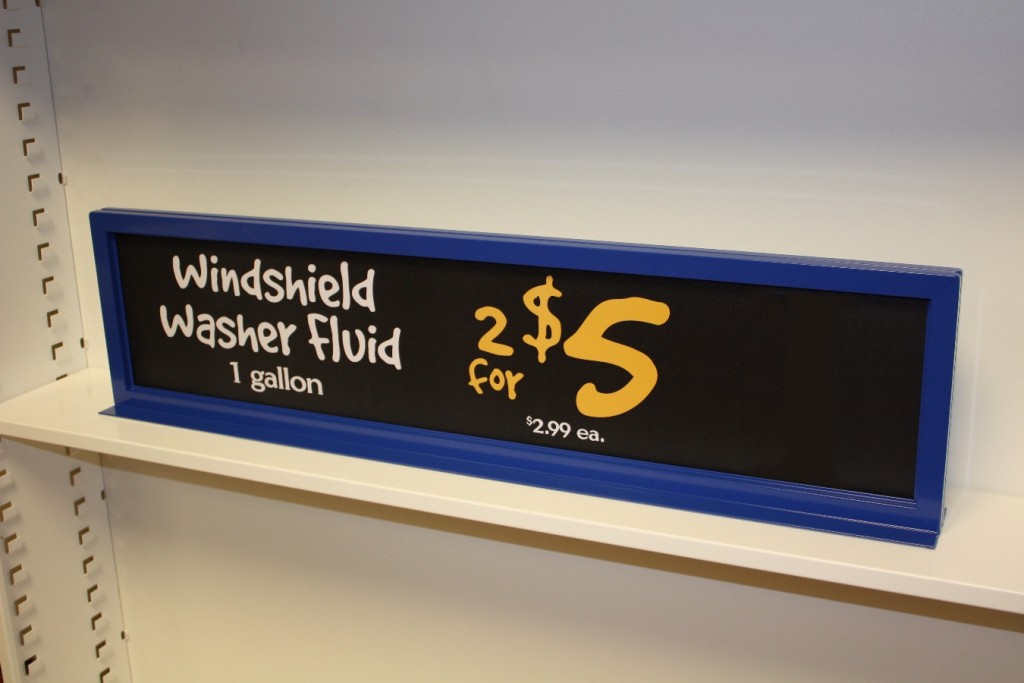 Windshield
Washer Fluid
1 gallon
2 for $5
$2.99 ea.